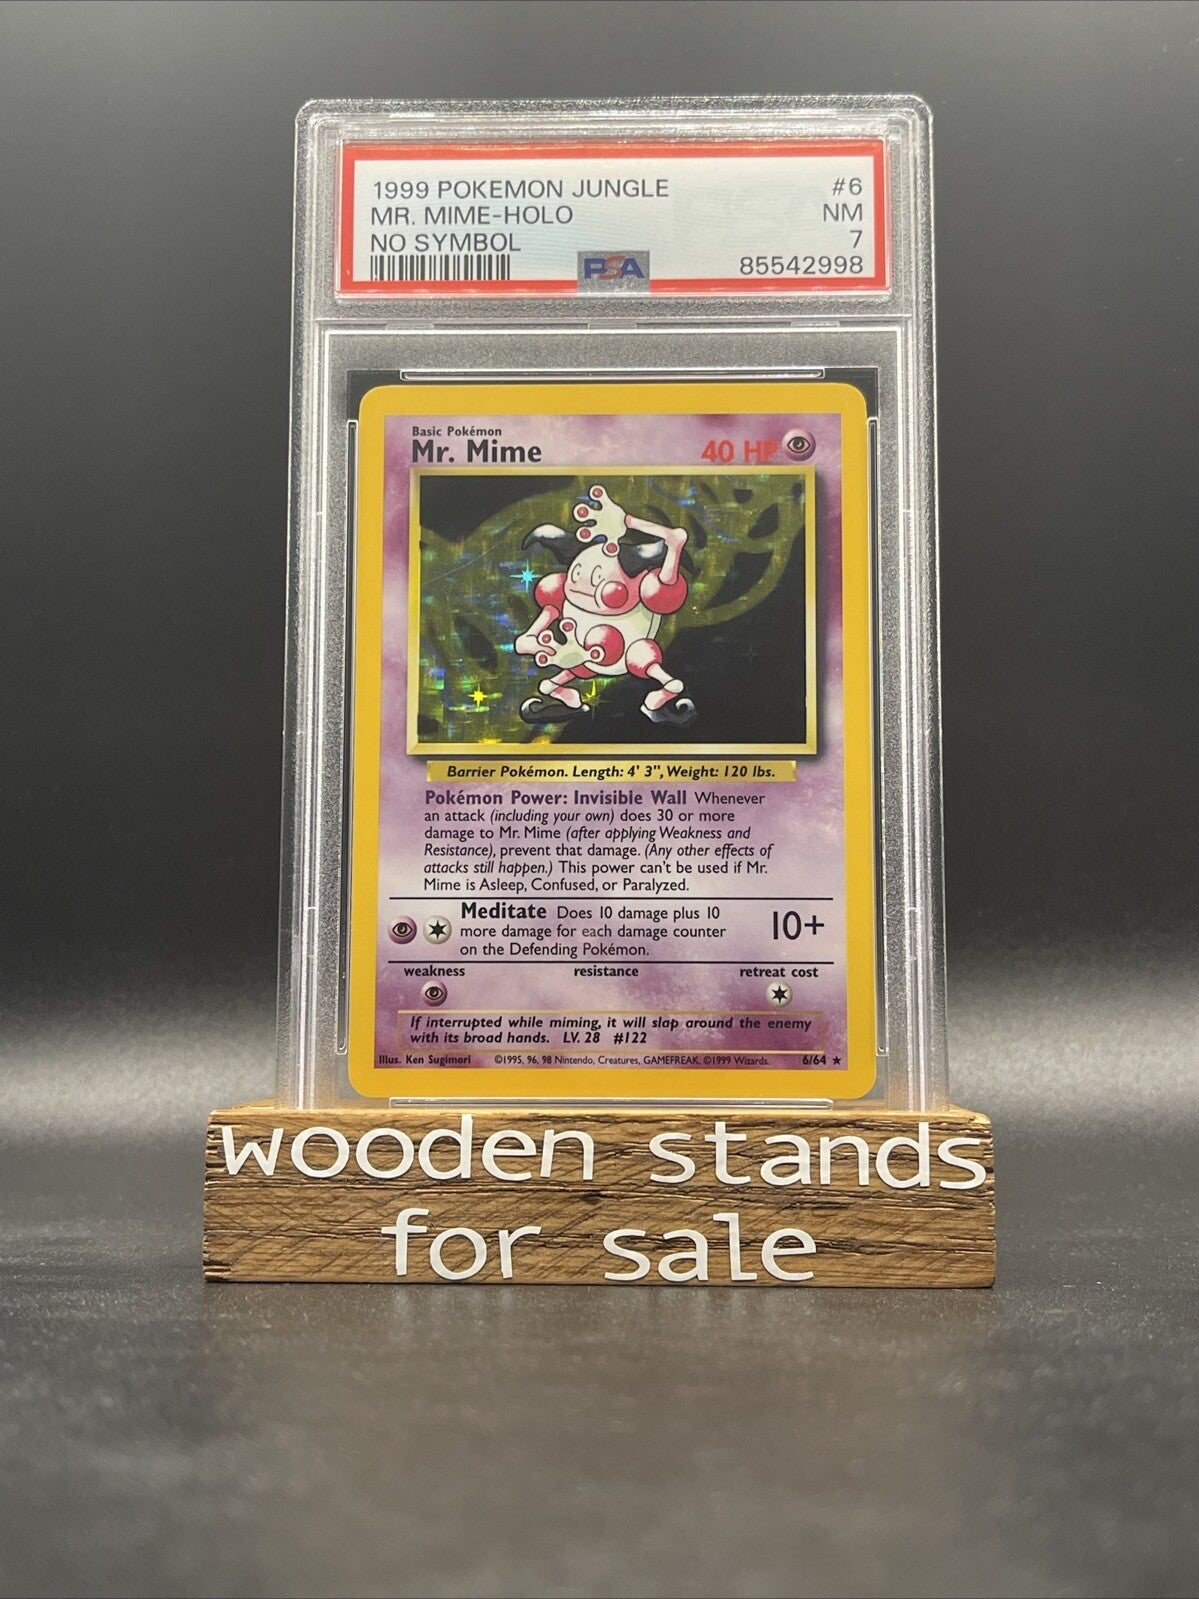 1999 POKEMON JUNGLE #6
MR. MIME-HOLO NM
NO SYMBOL 7
PSA 85542998
Basic Pokémon
Mr. Mime 40 HP
Barrier Pokémon. Length: 4' 3", Weight: 120 lbs.
Pokémon Power: Invisible Wall Whenever
an attack (including your own) does 30 or more
damage to Mr. Mime (after applying Weakness and
Resistance), prevent that damage. (Any other effects of
attacks still happen.) This power can't be used if Mr.
Mime is Asleep, Confused, or Paralyzed.
Meditate Does 10 damage plus 10
more damage for each damage counter
on the Defending Pokémon.
10+
weakness resistance retreat cost
If interrupted while miming, it will slap around the enemy
with its broad hands. LV. 28 #122
Illus. Ken Sugimori ©1995, 96, 98 Nintendo, Creatures, GAMEFREAK. ©1999 Wizards. 6/64 ★
wooden stands
for sale